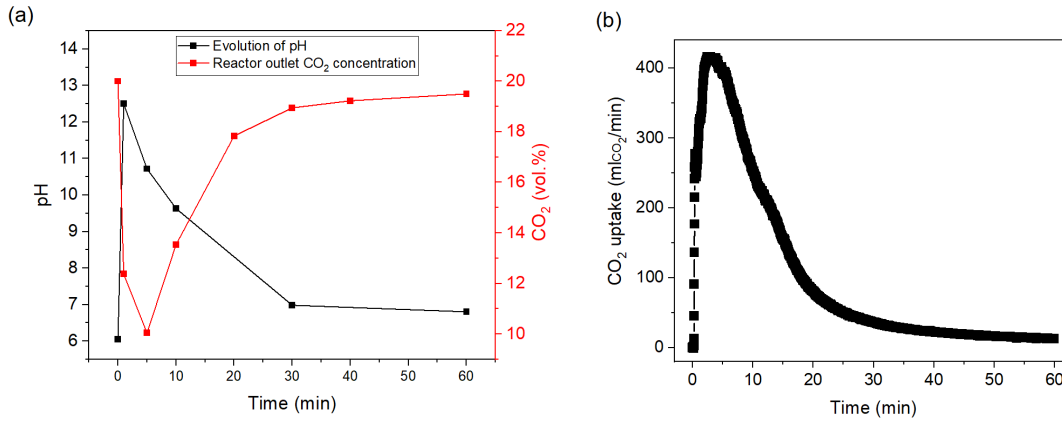 (a)
Evolution of pH
Reactor outlet CO₂ concentration
pH
14
13
12
11
10
9
8
7
6
CO₂ (vol.%)
22
20
18
16
14
12
10
0 10 20 30 40 50 60
Time (min)
(b)
CO₂ uptake (mlco₂/min)
400
300
200
100
0
0 10 20 30 40 50 60
Time (min)